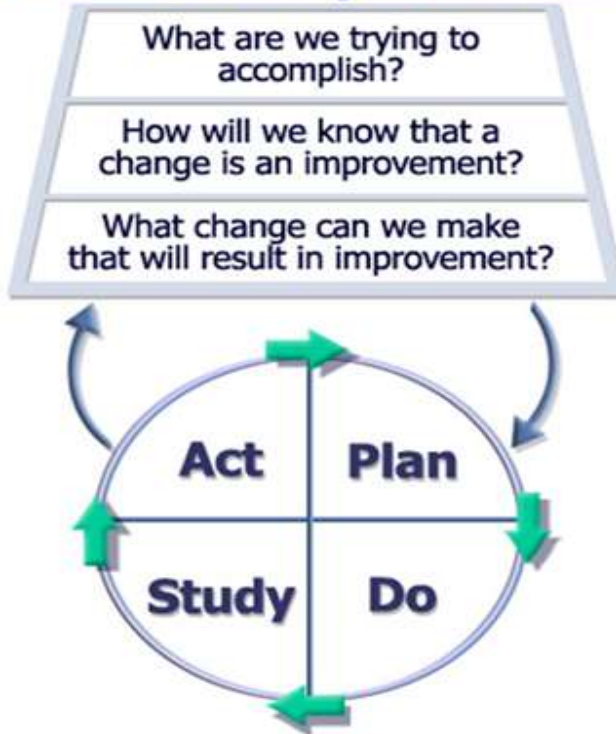 What are we trying to
accomplish?
How will we know that a
change is an improvement?
What change can we make
that will result in improvement?
Act Plan
Study Do